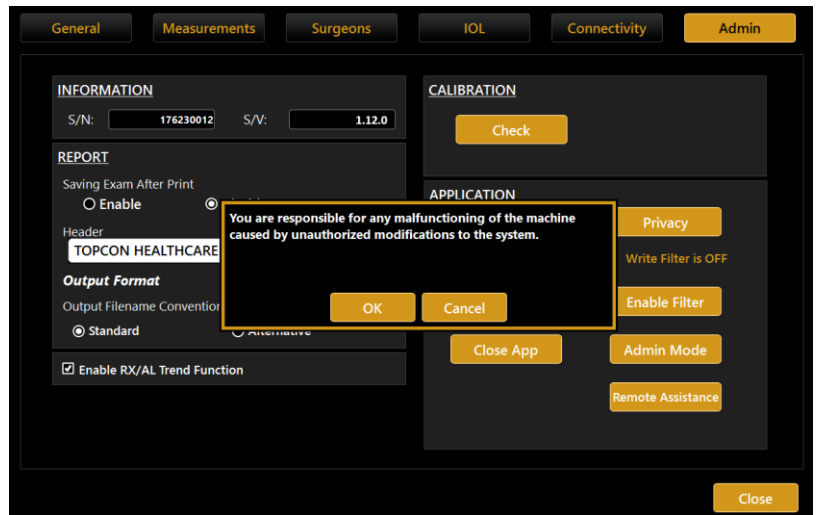 General Measurements Surgeons IOL Connectivity Admin
INFORMATION
S/N: 176230012 S/V: 1.12.0
REPORT
Saving Exam After Print
Enable
Header
TOPCON HEALTHCARE
Output Format
Output Filename Convention
Standard
Enable RX/AL Trend Function
CALIBRATION
Check
APPLICATION
Privacy
Write Filter is OFF
Enable Filter
Close App Admin Mode
Remote Assistance
You are responsible for any malfunctioning of the machine
caused by unauthorized modifications to the system.
OK Cancel
Close